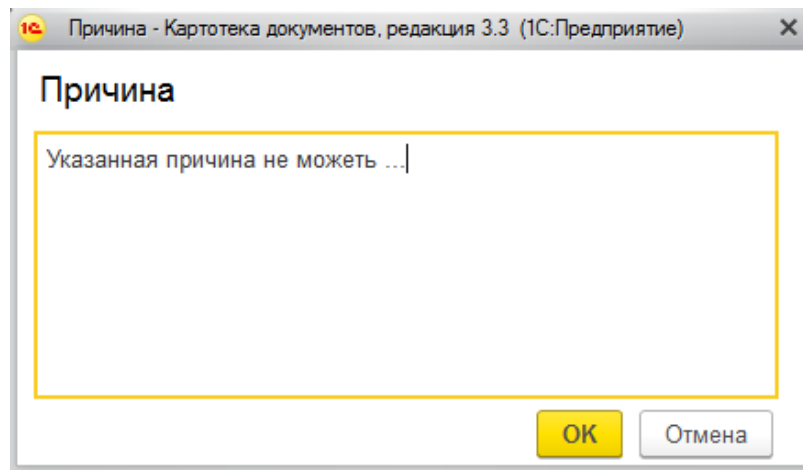 1С Причина - Картотека документов, редакция 3.3 (1С:Предприятие)
Причина
Указанная причина не можеть ...
ОК
Отмена